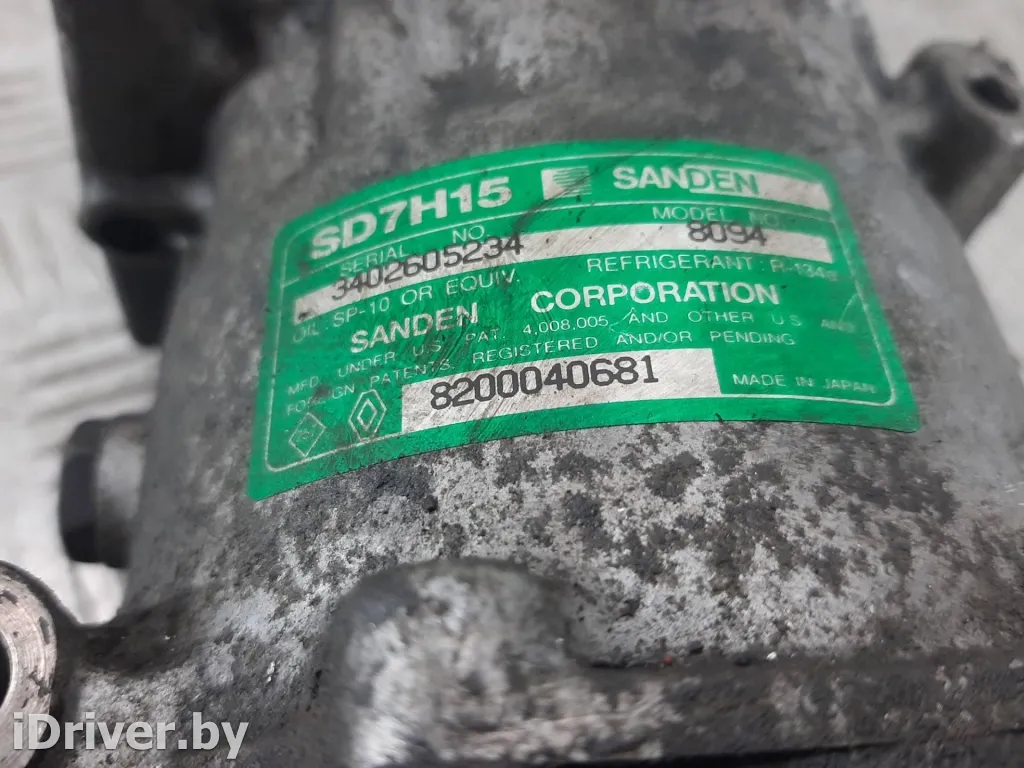 SD7H15 SANDEN
SERIAL NO. MODEL NO.
3402605234 8094
OIL: SP-10 OR EQUIV. REFRIGERANT: R-134a
SANDEN CORPORATION
MFD. UNDER U.S. PAT. 4,008,005 AND OTHER U.S. AND
FOREIGN PATENTS, REGISTERED AND/OR PENDING
8200040681 MADE IN JAPAN
iDriver.by